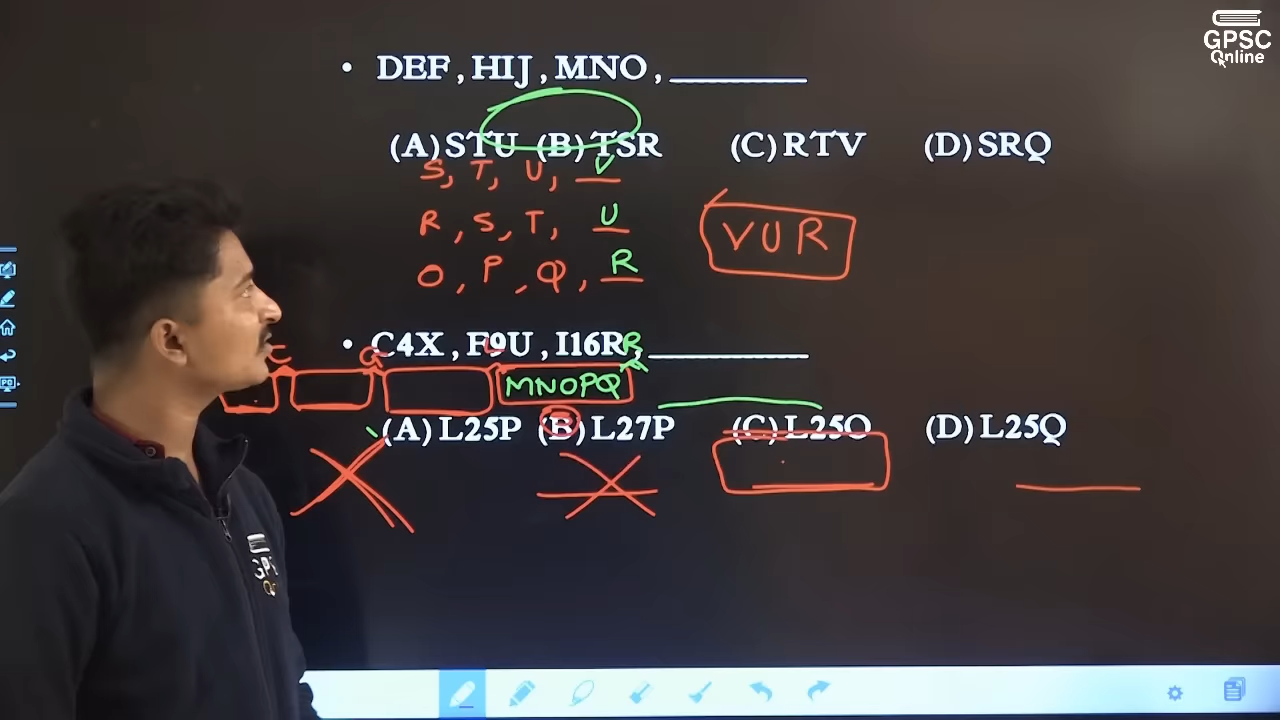 GPSC
Online
• DEF , HIJ , MNO , ________
(A) STU (B) TSR (C) RTV (D) SRQ
S, T, U, V
R, S, T, U
O, P, Q, R
VUR
• C4X , F9U , I16R , ________
C G L R
MNOPQ
(A) L25P (B) L27P (C) L25O (D) L25Q